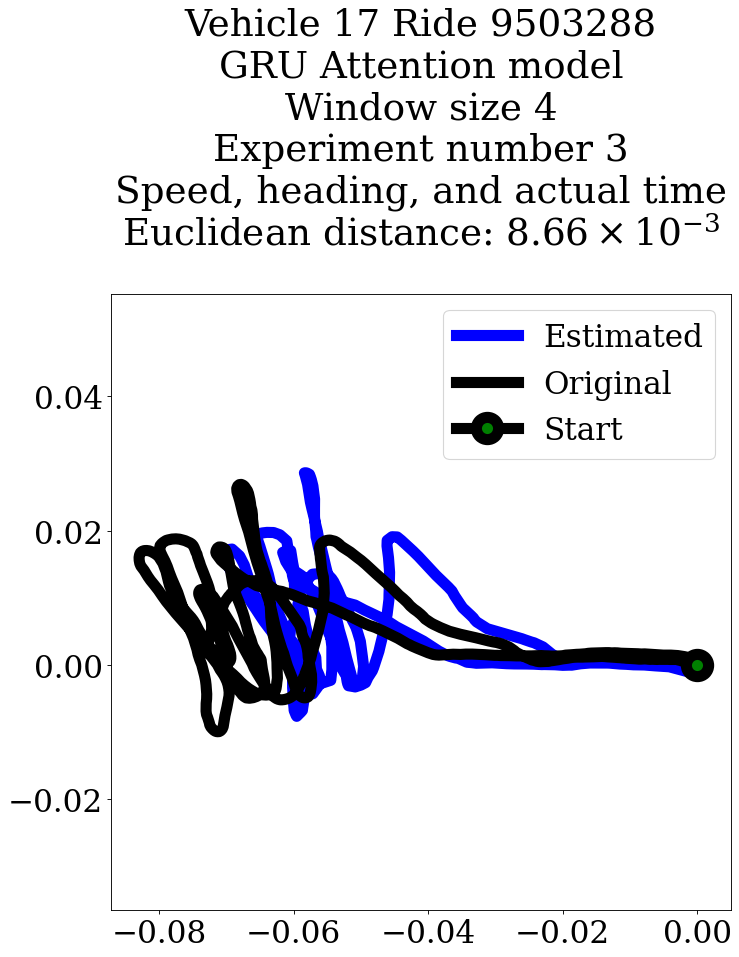 Vehicle 17 Ride 9503288
GRU Attention model
Window size 4
Experiment number 3
Speed, heading, and actual time
Euclidean distance: 8.66 × 10⁻³
Estimated
Original
Start
0.04
0.02
0.00
−0.02
−0.08
−0.06
−0.04
−0.02
0.00